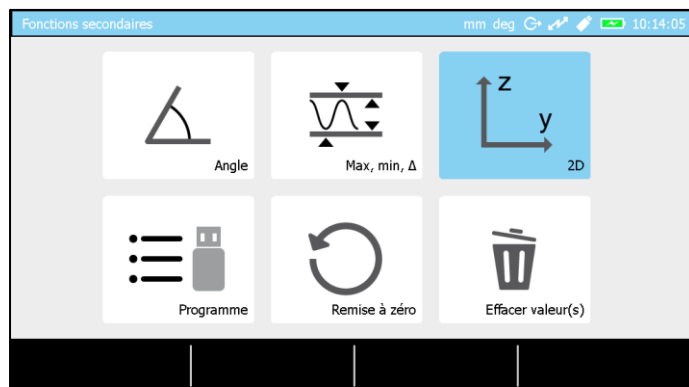 Fonctions secondaires mm deg 10:14:05
Angle
Max, min, Δ
z
y
2D
Programme
Remise à zéro
Effacer valeur(s)